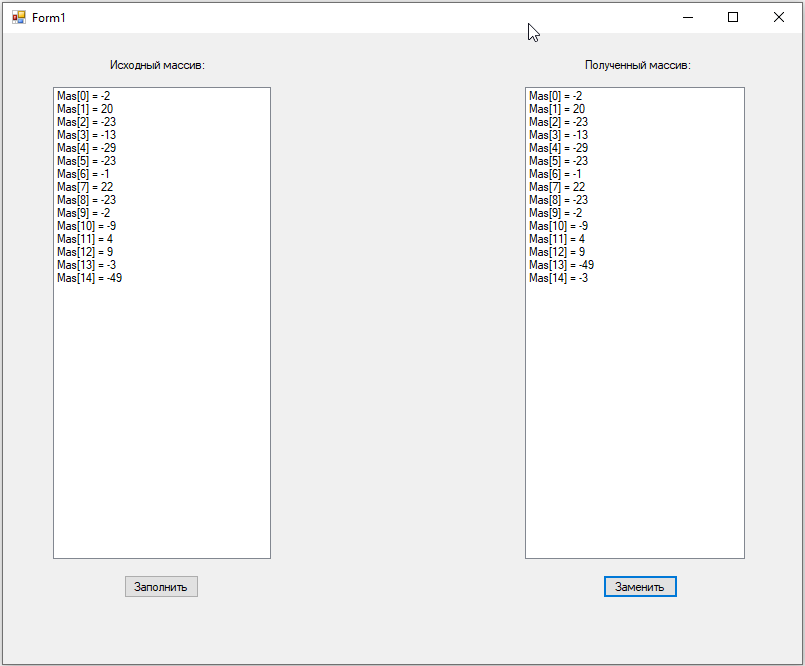 Form1
Исходный массив:
Mas[0] = -2
Mas[1] = 20
Mas[2] = -23
Mas[3] = -13
Mas[4] = -29
Mas[5] = -23
Mas[6] = -1
Mas[7] = 22
Mas[8] = -23
Mas[9] = -2
Mas[10] = -9
Mas[11] = 4
Mas[12] = 9
Mas[13] = -3
Mas[14] = -49
Заполнить
Полученный массив:
Mas[0] = -2
Mas[1] = 20
Mas[2] = -23
Mas[3] = -13
Mas[4] = -29
Mas[5] = -23
Mas[6] = -1
Mas[7] = 22
Mas[8] = -23
Mas[9] = -2
Mas[10] = -9
Mas[11] = 4
Mas[12] = 9
Mas[13] = -49
Mas[14] = -3
Заменить